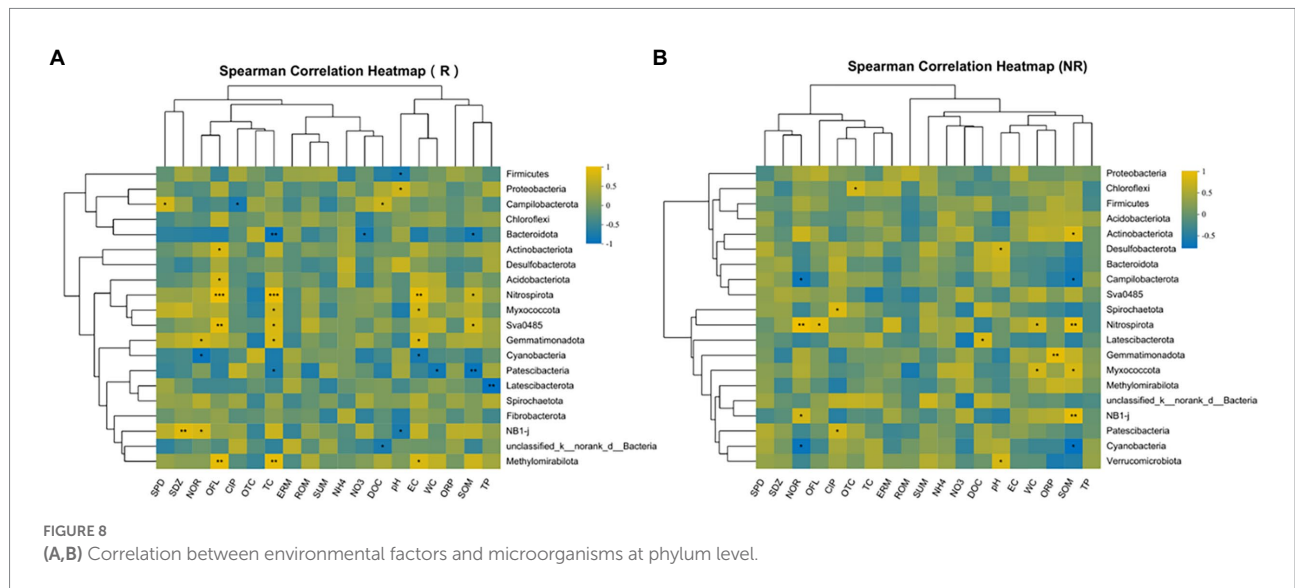 A
Spearman Correlation Heatmap ( R )
Firmicutes
Proteobacteria
Campilobacterota
Chloroflexi
Bacteroidota
Actinobacteriota
Desulfobacterota
Acidobacteriota
Nitrospirota
Myxococcota
Sva0485
Gemmatimonadota
Cyanobacteria
Patescibacteria
Latescibacterota
Spirochaetota
Fibrobacterota
NB1-j
unclassified_k__norank_d__Bacteria
Methylomirabilota
1
0.5
0
-0.5
-1
SPD SDZ NOR OFL CIP OTC TC ERM ROM SUM NH4 NO3 DOC pH EC WC ORP SOM TP
B
Spearman Correlation Heatmap (NR)
Proteobacteria
Chloroflexi
Firmicutes
Acidobacteriota
Actinobacteriota
Desulfobacterota
Bacteroidota
Campilobacterota
Sva0485
Spirochaetota
Nitrospirota
Latescibacterota
Gemmatimonadota
Myxococcota
Methylomirabilota
unclassified_k__norank_d__Bacteria
NB1-j
Patescibacteria
Cyanobacteria
Verrucomicrobiota
1
0.5
0
-0.5
SPD SDZ NOR OFL CIP OTC TC ERM ROM SUM NH4 NO3 DOC pH EC WC ORP SOM TP
FIGURE 8
(A,B) Correlation between environmental factors and microorganisms at phylum level.